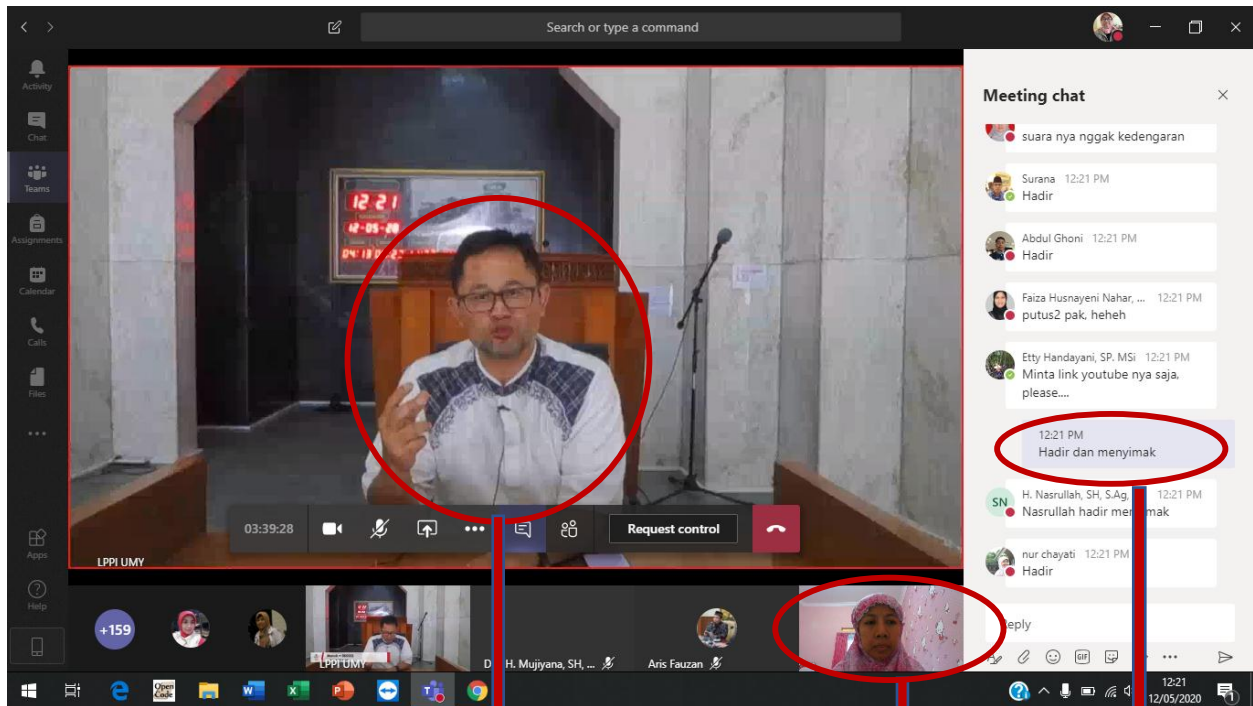 Search or type a command
Activity
Chat
Teams
Assignments
Calendar
Calls
Files
Apps
Help
12 21
12-05-20
03:39:28
Request control
LPPI UMY
+159
LPPI UMY
H. Mujiyana, SH, ...
Aris Fauzan
Meeting chat
suara nya nggak kedengaran
Surana 12:21 PM
Hadir
Abdul Ghoni 12:21 PM
Hadir
Faiza Husnayeni Nahar, ... 12:21 PM
putus2 pak, heheh
Etty Handayani, SP. MSi 12:21 PM
Minta link youtube nya saja,
please....
12:21 PM
Hadir dan menyimak
SN
H. Nasrullah, SH, S.Ag, 12:21 PM
Nasrullah hadir
nur chayati 12:21 PM
Hadir
GIF
Open
Code
12:21
12/05/2020